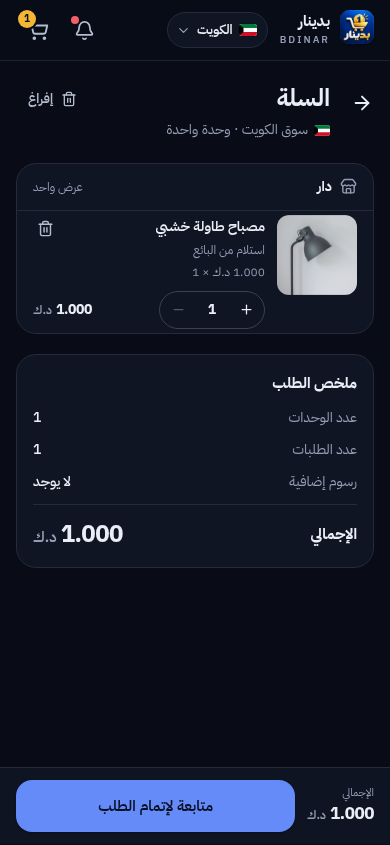 بدينار
BDINAR
الكويت
1
السلة
سوق الكويت · وحدة واحدة
إفراغ
دار
عرض واحد
مصباح طاولة خشبي
استلام من البائع
1.000 د.ك × 1
+ 1 −
1.000 د.ك
ملخص الطلب
عدد الوحدات 1
عدد الطلبات 1
رسوم إضافية لا يوجد
الإجمالي 1.000 د.ك
الإجمالي
1.000 د.ك
متابعة لإتمام الطلب